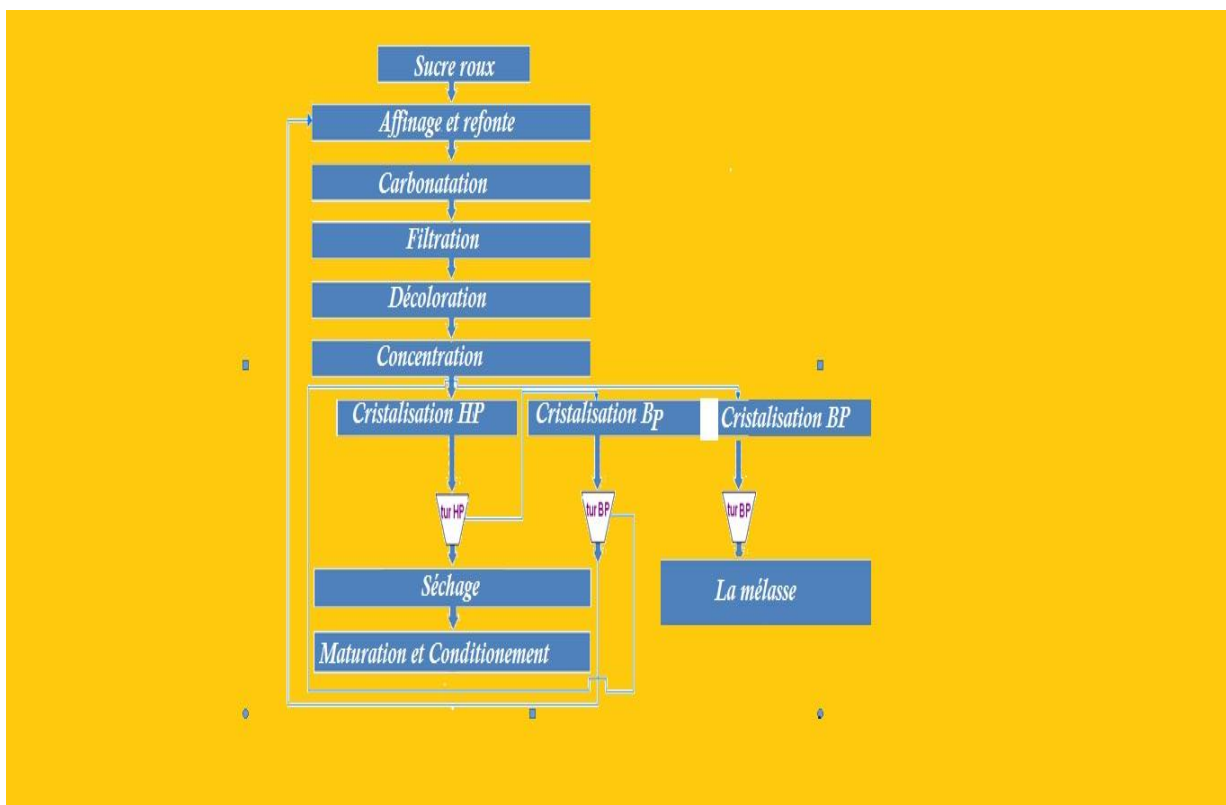 Sucre roux
Affinage et refonte
Carbonatation
Filtration
Décoloration
Concentration
Cristalisation HP
Cristalisation Bp
Cristalisation BP
tur HP
tur BP
tur BP
Séchage
La mélasse
Maturation et Conditionement